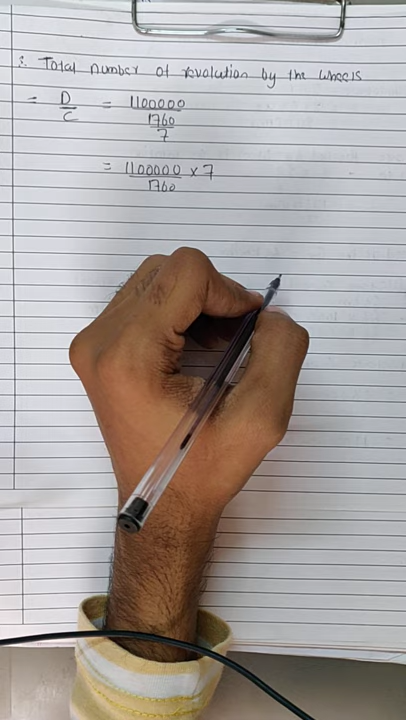 ∴ Total number of revolution by the wheels
= D/C = 1100000/(1760/7)
= 1100000/1760 × 7